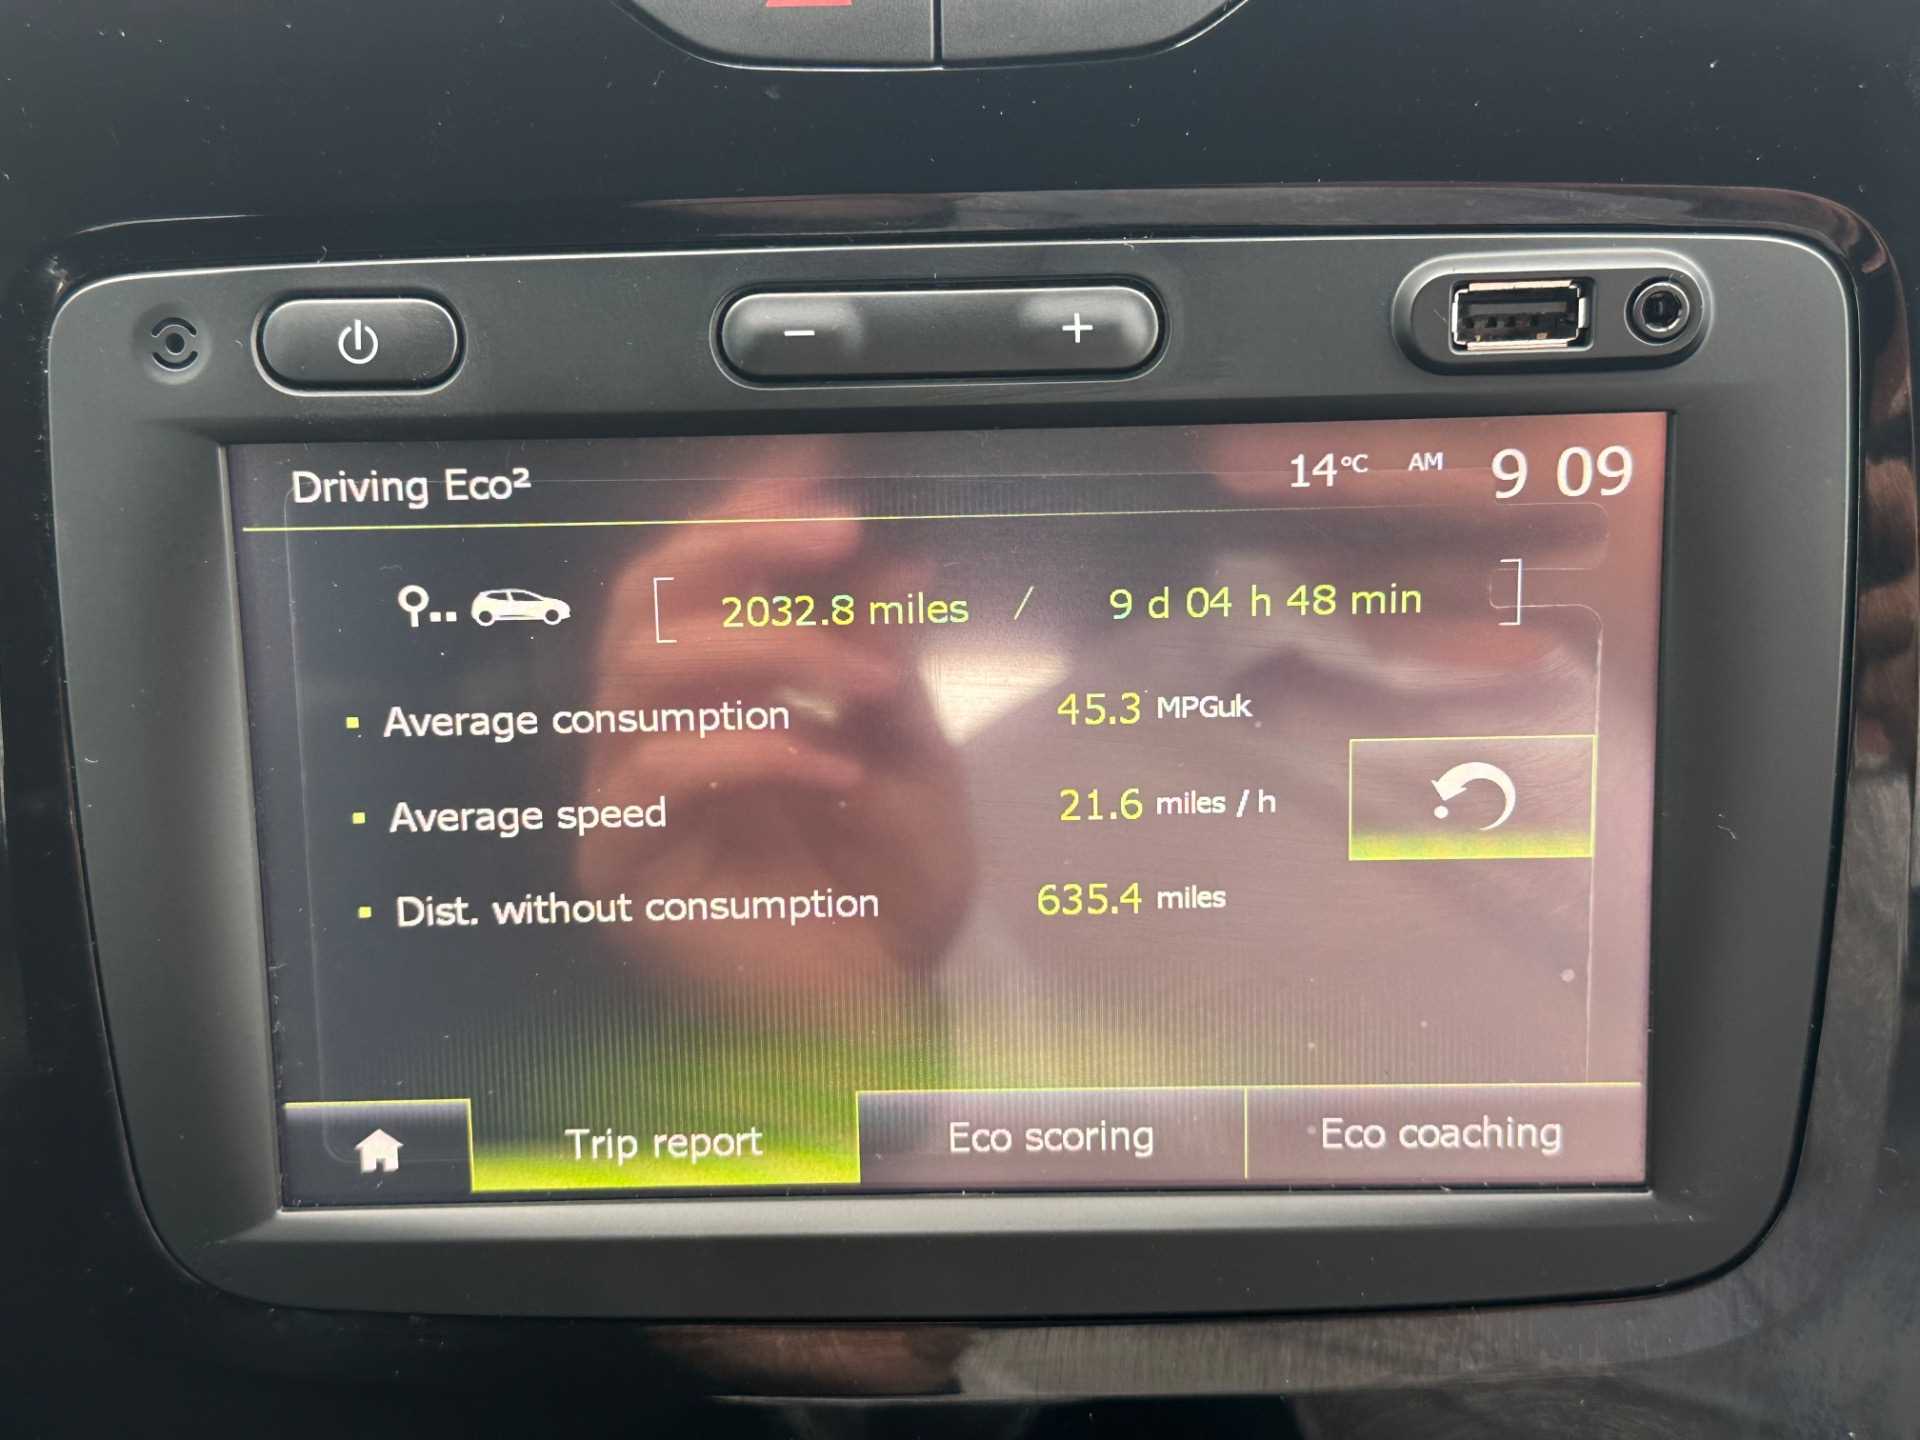 − +
Driving Eco² 14°C AM 9 09
[ 2032.8 miles / 9 d 04 h 48 min ]
Average consumption 45.3 MPGuk
Average speed 21.6 miles / h
Dist. without consumption 635.4 miles
Trip report Eco scoring Eco coaching